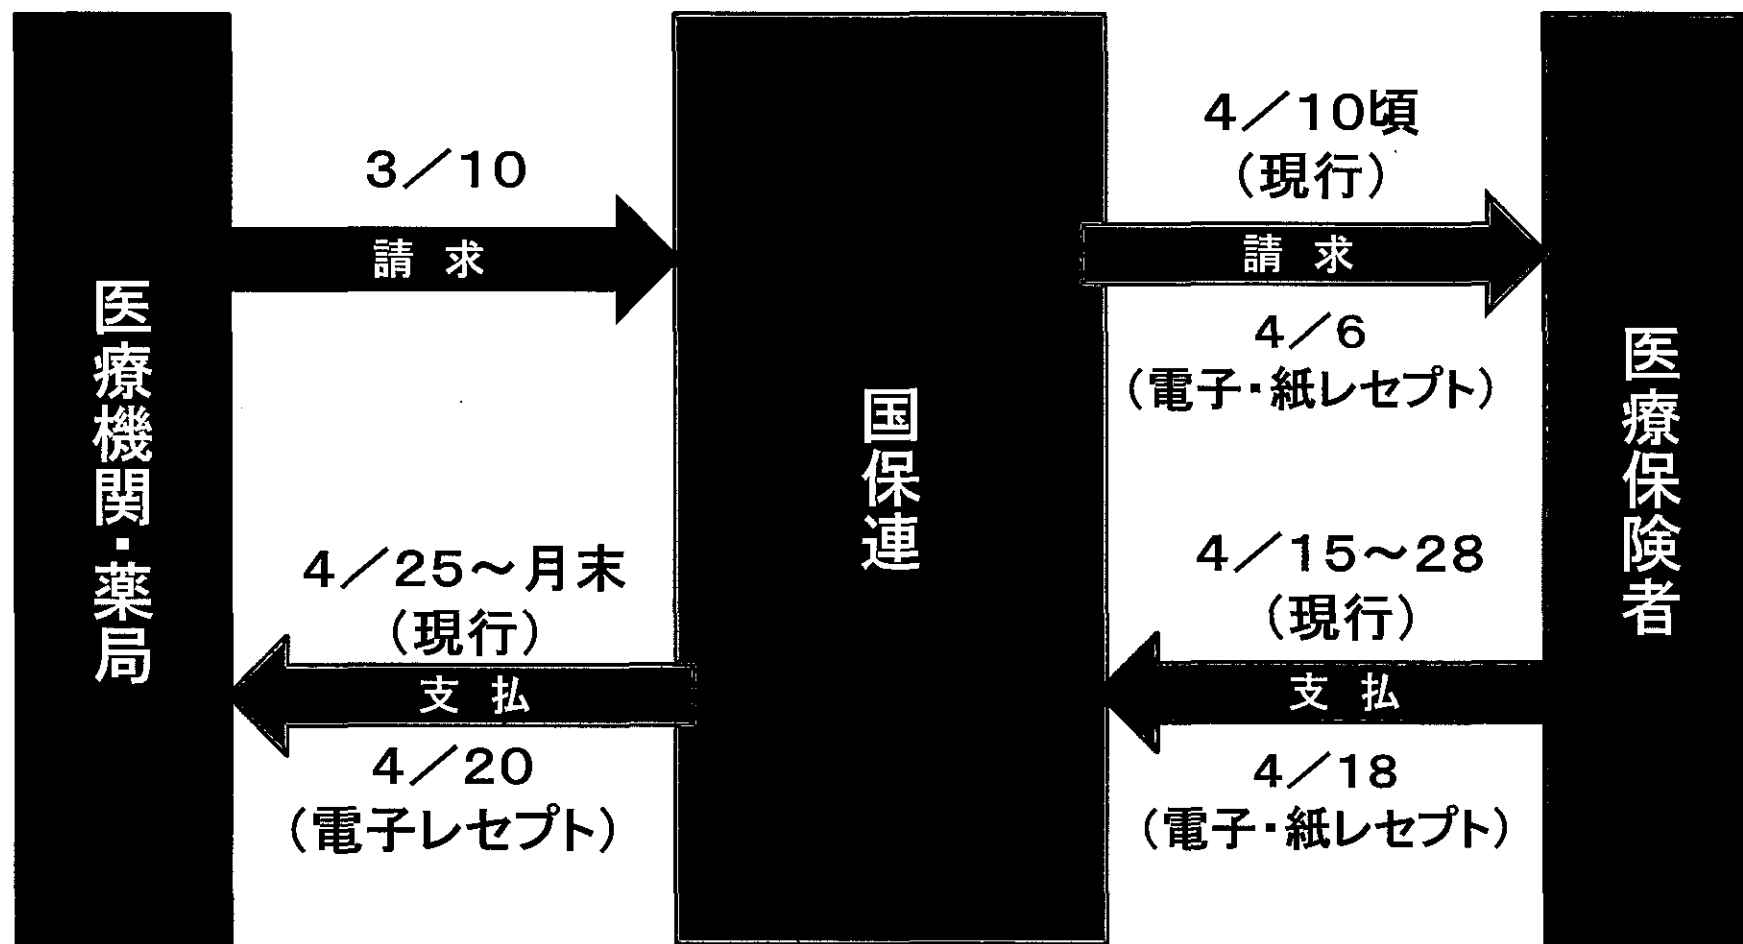 医療機関・薬局
3／10
請 求
4／25～月末
（現行）
支 払
4／20
（電子レセプト）
国保連
4／10頃
（現行）
請 求
4／6
（電子・紙レセプト）
4／15～28
（現行）
支 払
4／18
（電子・紙レセプト）
医療保険者